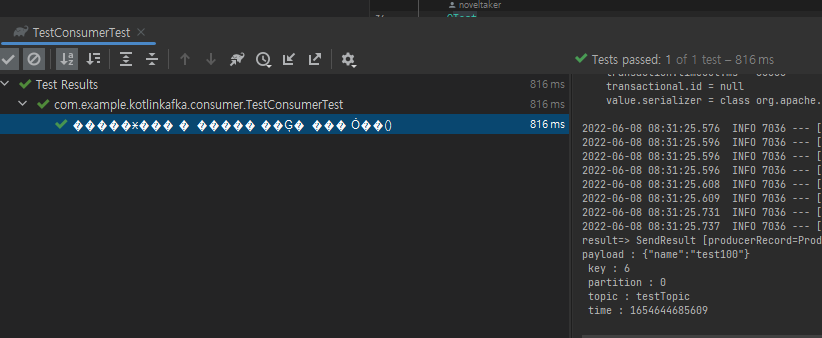 noveltaker
@Test
TestConsumerTest
Tests passed: 1 of 1 test – 816 ms
Test Results 816 ms
com.example.kotlinkafka.consumer.TestConsumerTest 816 ms
816 ms
transactional.id = null
value.serializer = class org.apache.
2022-06-08 08:31:25.576 INFO 7036 --- [
2022-06-08 08:31:25.596 INFO 7036 --- [
2022-06-08 08:31:25.596 INFO 7036 --- [
2022-06-08 08:31:25.596 INFO 7036 --- [
2022-06-08 08:31:25.608 INFO 7036 --- [
2022-06-08 08:31:25.609 INFO 7036 --- [
2022-06-08 08:31:25.731 INFO 7036 --- [
2022-06-08 08:31:25.737 INFO 7036 --- [
result=> SendResult [producerRecord=Prod
payload : {"name":"test100"}
key : 6
partition : 0
topic : testTopic
time : 1654644685609